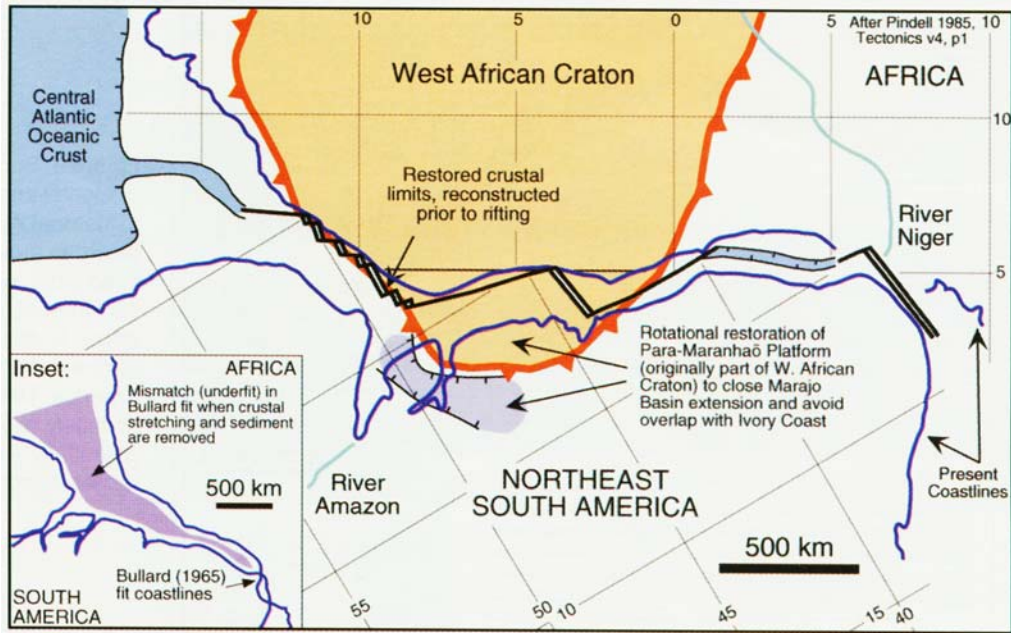 10
5
0
5
After Pindell 1985,
Tectonics v4, p1
10
West African Craton
AFRICA
Central
Atlantic
Oceanic
Crust
10
Restored crustal
limits, reconstructed
prior to rifting
River
Niger
5
Rotational restoration of
Para-Maranhaõ Platform
(originally part of W. African
Craton) to close Marajo
Basin extension and avoid
overlap with Ivory Coast
Present
Coastlines
NORTHEAST
SOUTH AMERICA
River
Amazon
500 km
55
50
10
45
15
40
Inset:
AFRICA
Mismatch (underfit) in
Bullard fit when crustal
stretching and sediment
are removed
500 km
Bullard (1965)
fit coastlines
SOUTH
AMERICA